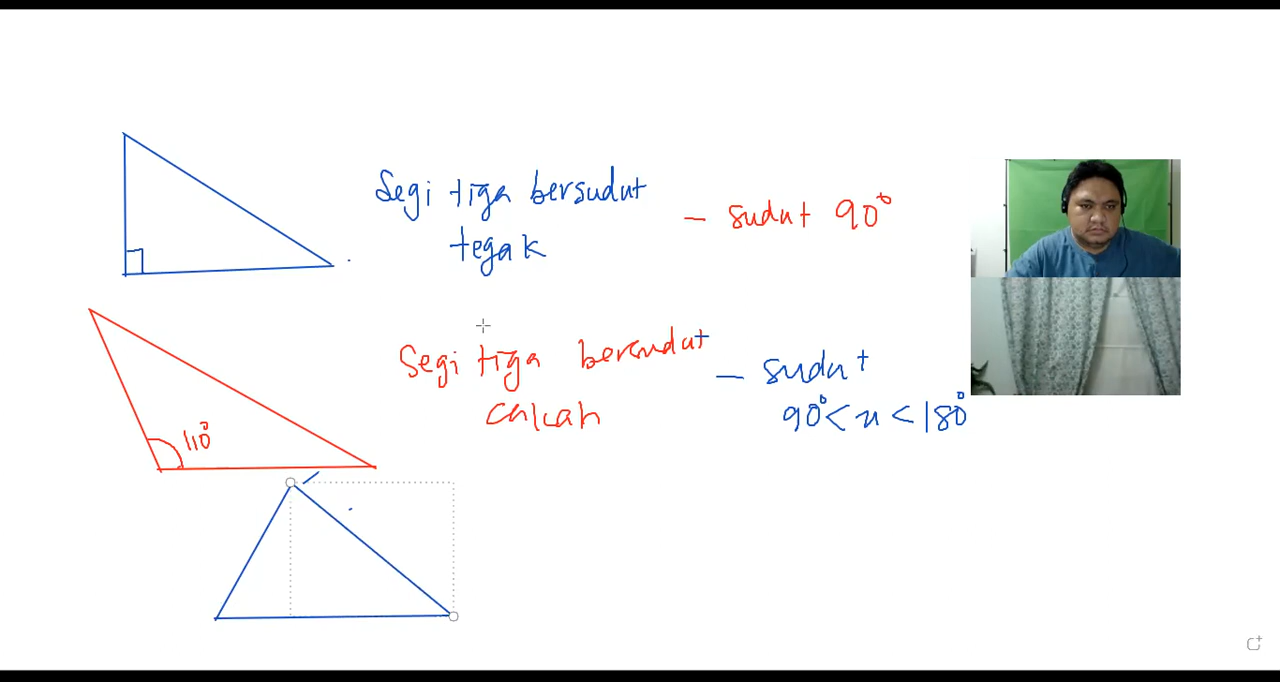 Segi tiga bersudut
tegak
- sudut 90°
Segi tiga bersudut
cakah
- sudut
90° < x < 180°
110°